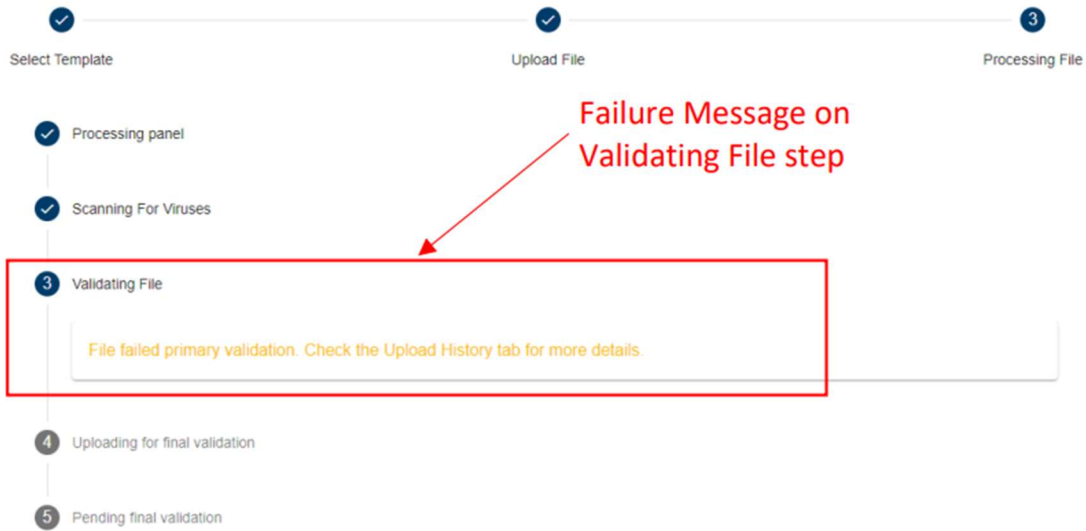 3
Select Template
Upload File
Processing File
Failure Message on
Validating File step
Processing panel
Scanning For Viruses
3 Validating File
File failed primary validation. Check the Upload History tab for more details.
4 Uploading for final validation
5 Pending final validation